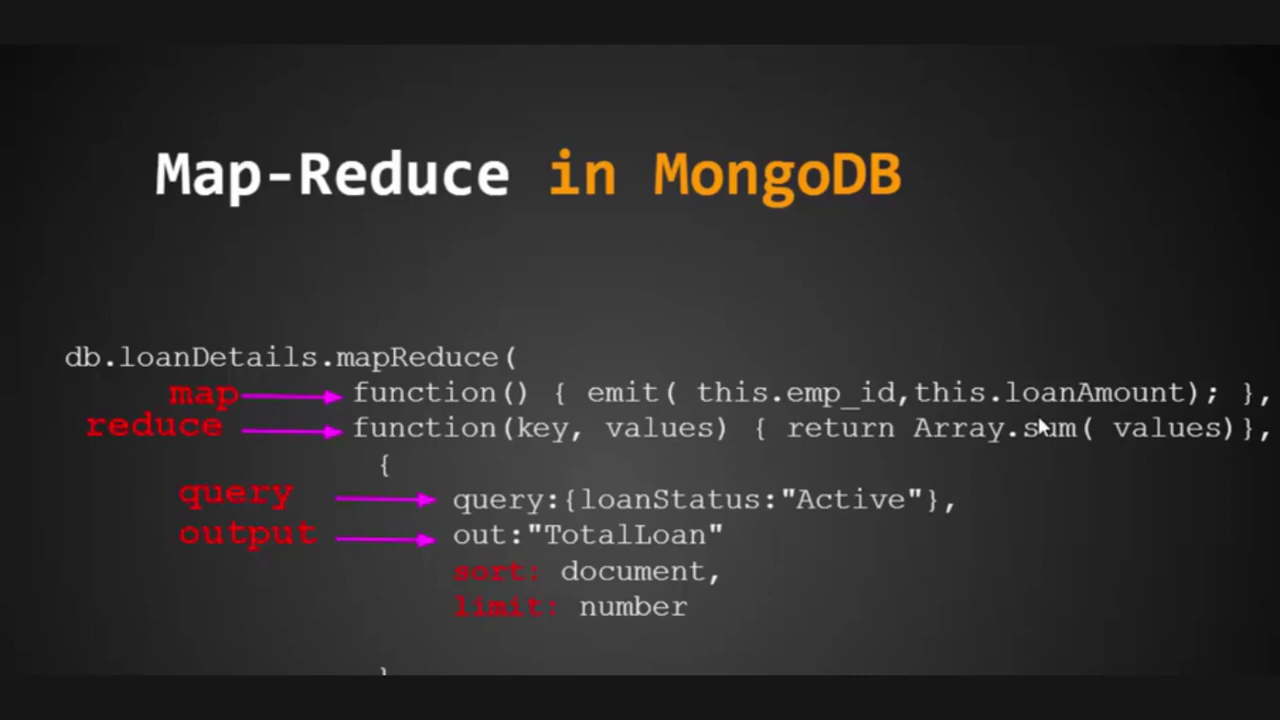 Map-Reduce in MongoDB
db.loanDetails.mapReduce(
map function() { emit( this.emp_id,this.loanAmount); },
reduce function(key, values) { return Array.sum( values)},
{
query query:{loanStatus:"Active"},
output out:"TotalLoan"
sort: document,
limit: number
}